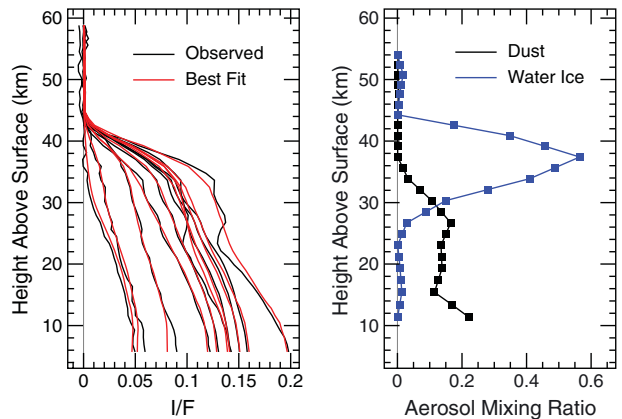 Height Above Surface (km)
60
50
40
30
20
10
0
0.05
0.10
0.15
0.2
I/F
Observed
Best Fit
Height Above Surface (km)
60
50
40
30
20
10
0
0.2
0.4
0.6
Aerosol Mixing Ratio
Dust
Water Ice